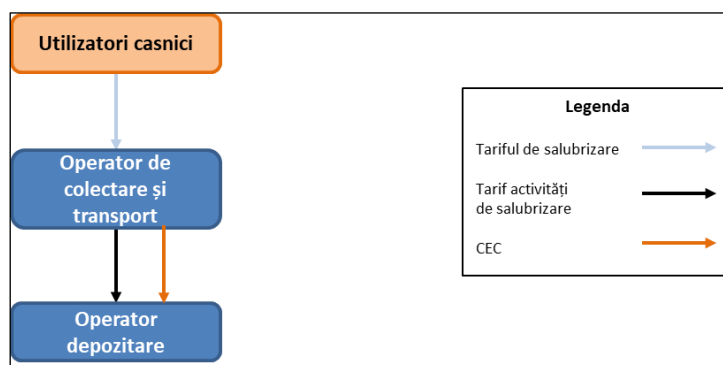 Utilizatori casnici
Operator de
colectare și
transport
Operator
depozitare
Legenda
Tariful de salubrizare
Tarif activități
de salubrizare
CEC